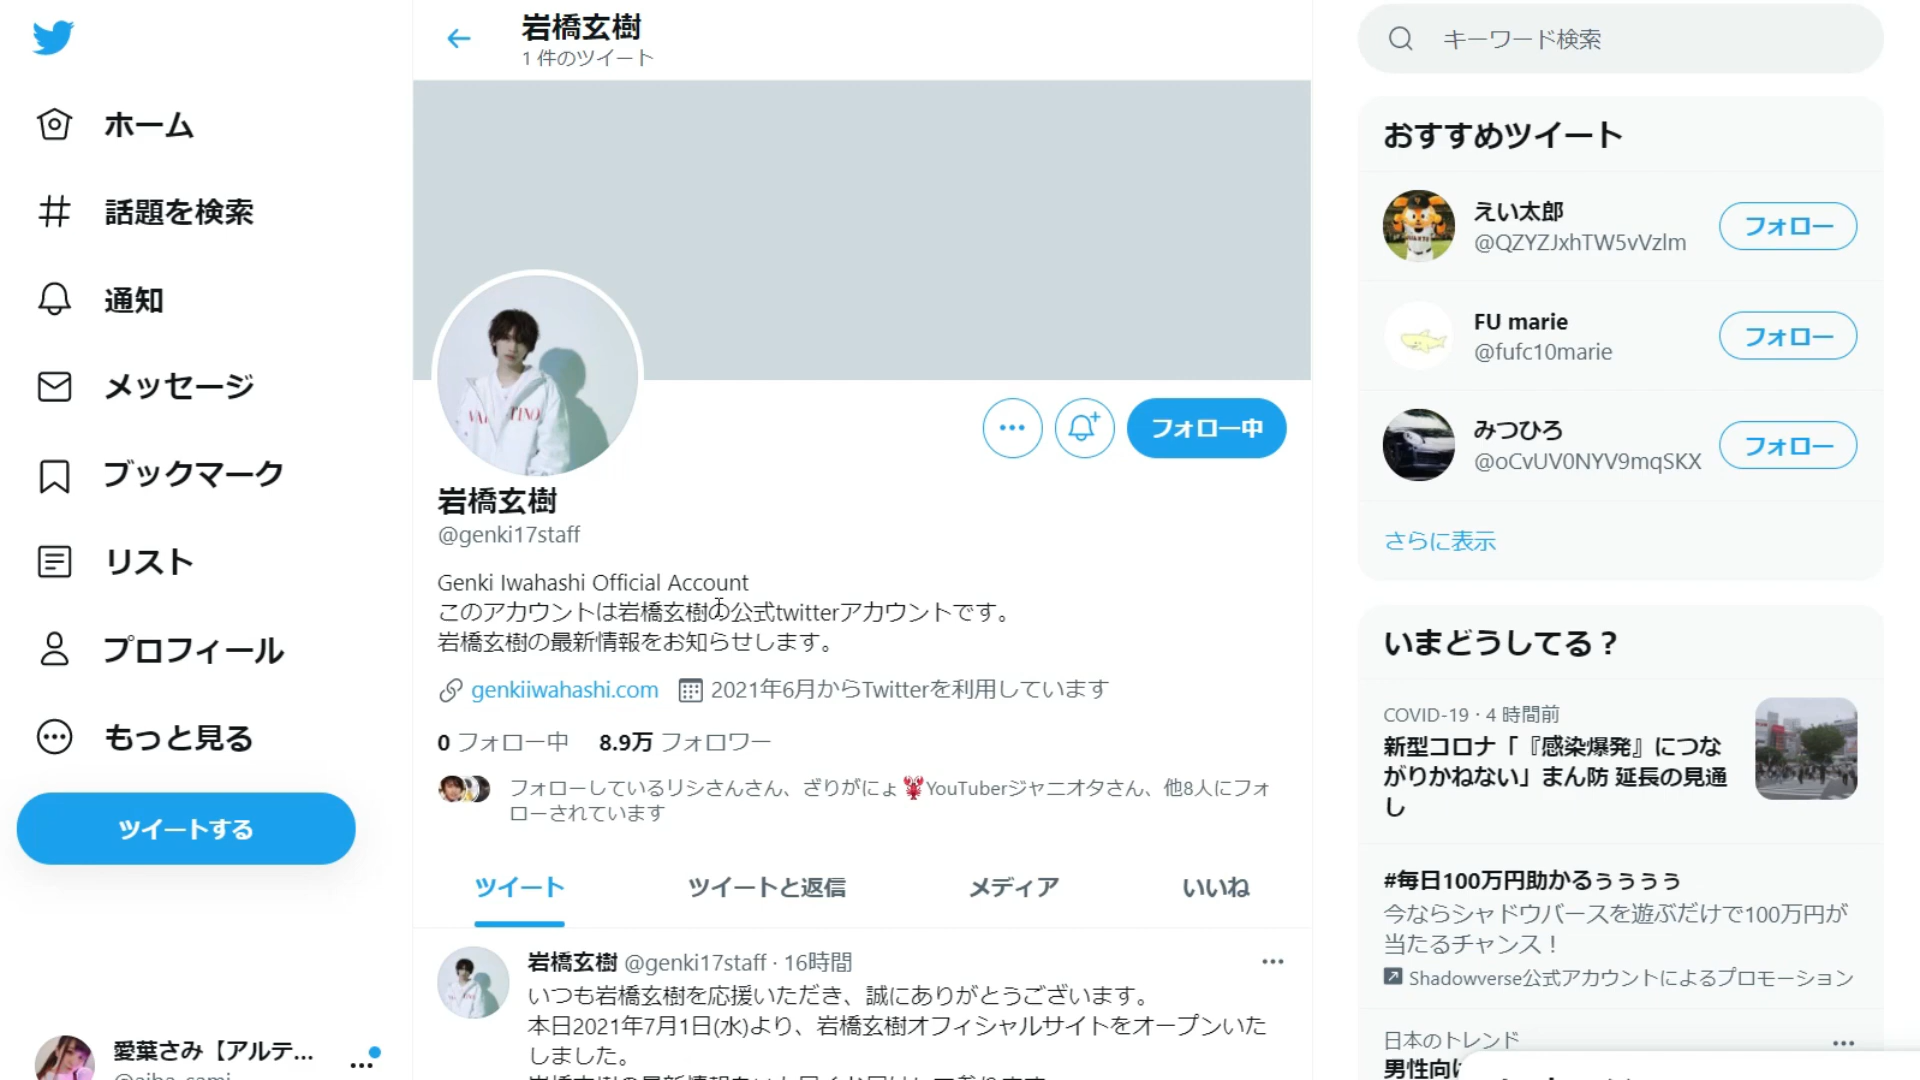 岩橋玄樹
1 件のツイート
キーワード検索
ホーム
話題を検索
通知
メッセージ
ブックマーク
リスト
プロフィール
もっと見る
ツイートする
愛葉さみ【アルテ...
フォロー中
岩橋玄樹
@genki17staff
Genki Iwahashi Official Account
このアカウントは岩橋玄樹の公式twitterアカウントです。
岩橋玄樹の最新情報をお知らせします。
genkiiwahashi.com 2021年6月からTwitterを利用しています
0 フォロー中 8.9万 フォロワー
フォローしているリシさんさん、ざりがにょ🦞YouTuberジャニオタさん、他8人にフォ
ローされています
ツイート ツイートと返信 メディア いいね
岩橋玄樹 @genki17staff · 16時間
いつも岩橋玄樹を応援いただき、誠にありがとうございます。
本日2021年7月1日(水)より、岩橋玄樹オフィシャルサイトをオープンいた
しました。
おすすめツイート
えい太郎
@QZYZJxhTW5vVzlm
フォロー
FU marie
@fufc10marie
フォロー
みつひろ
@oCvUV0NYV9mqSKX
フォロー
さらに表示
いまどうしてる？
COVID-19 · 4 時間前
新型コロナ「『感染爆発』につな
がりかねない」まん防 延長の見通
し
#毎日100万円助かるぅぅぅぅ
今ならシャドウバースを遊ぶだけで100万円が
当たるチャンス！
Shadowverse公式アカウントによるプロモーション
日本のトレンド
男性向け